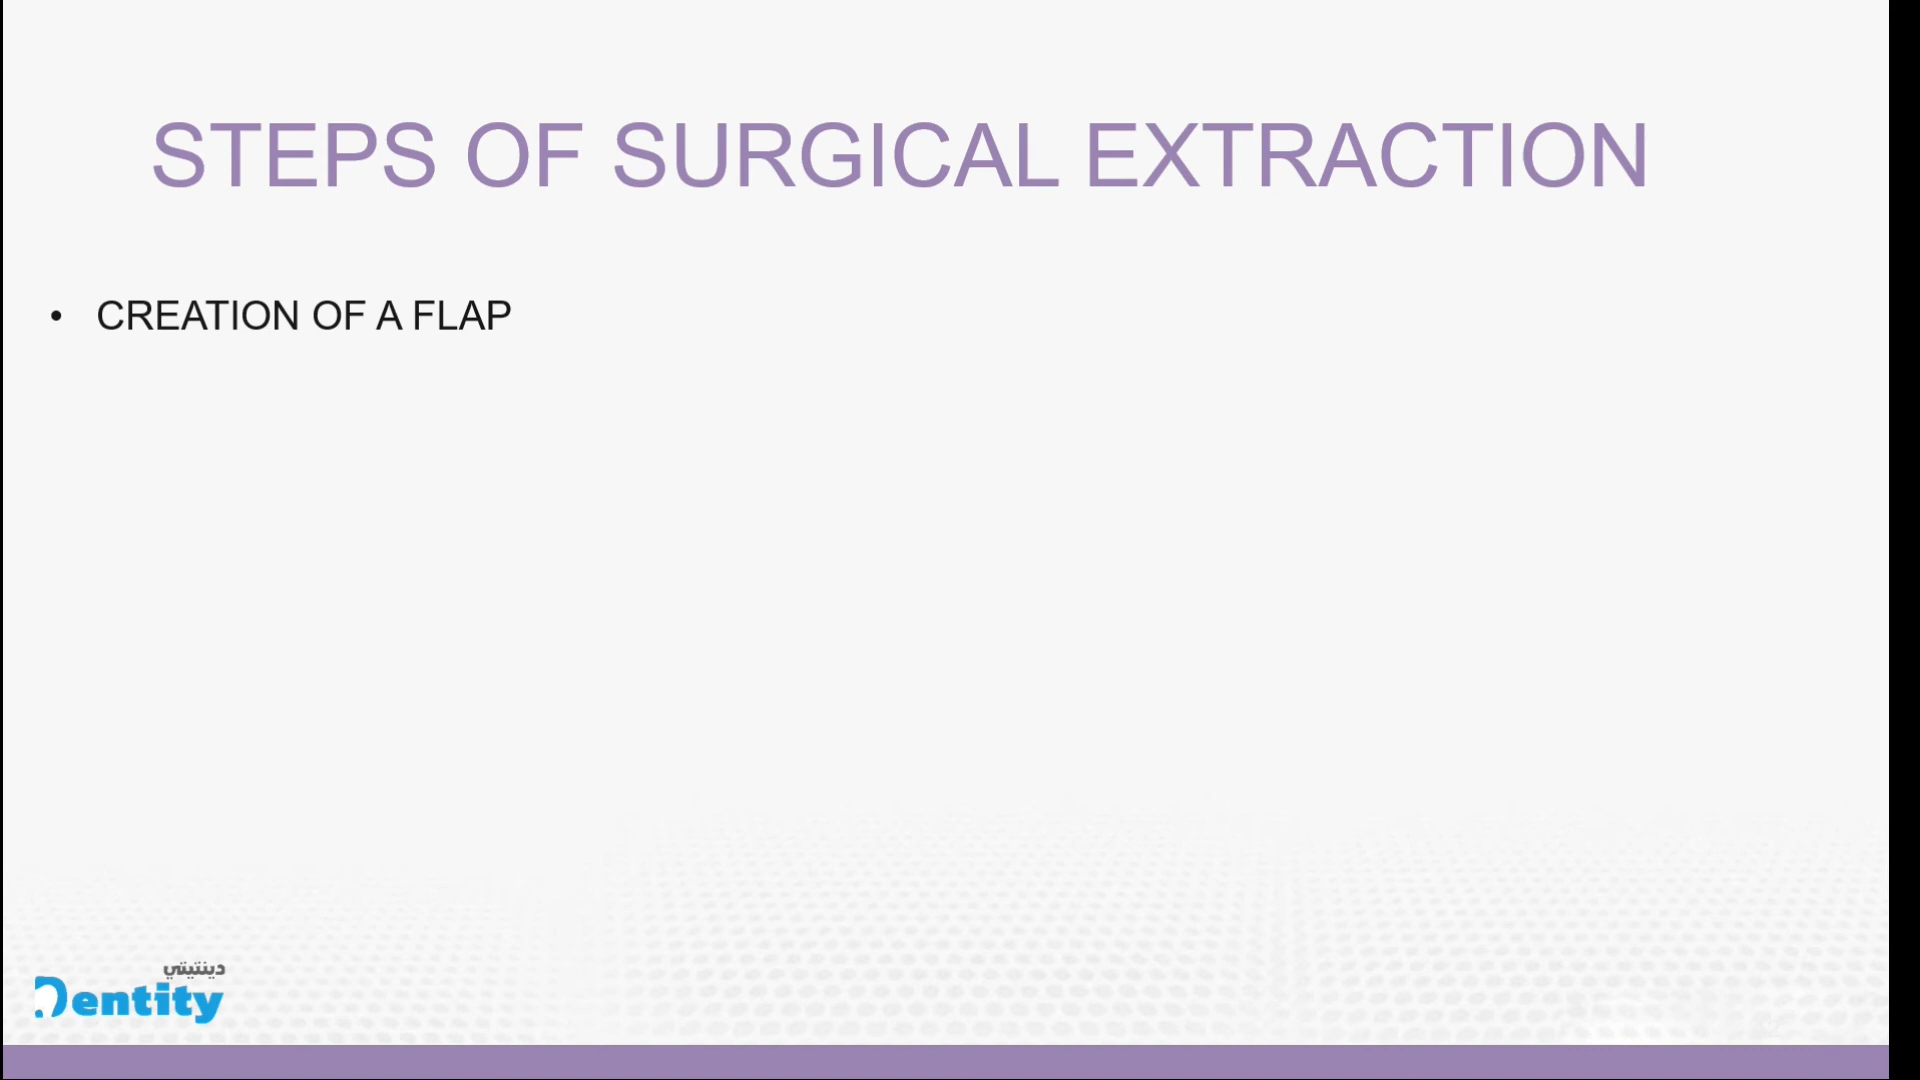 STEPS OF SURGICAL EXTRACTION
• CREATION OF A FLAP
دينتيتي
Dentity